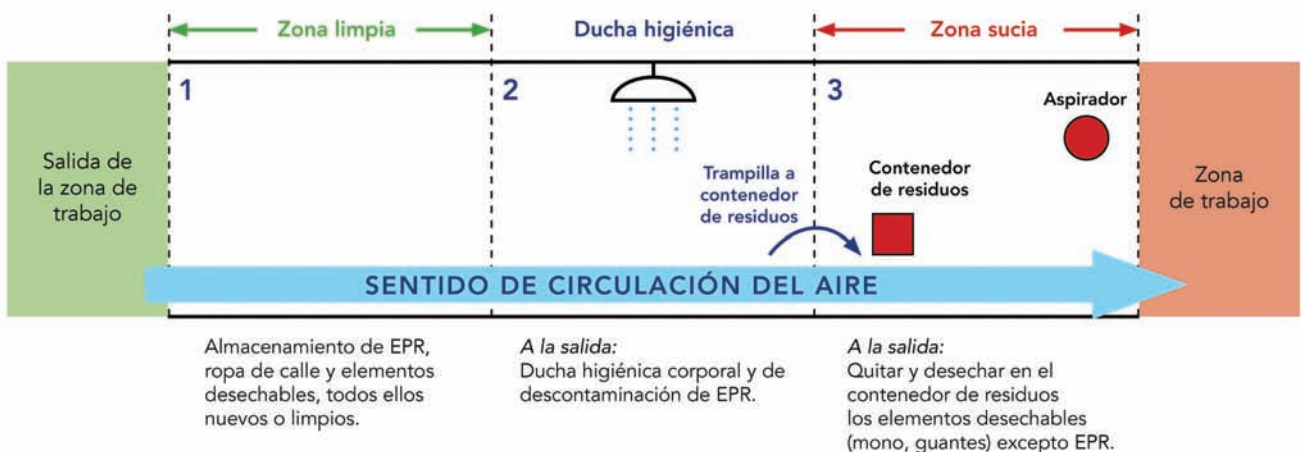 Zona limpia
Ducha higiénica
Zona sucia
1
2
3
Aspirador
Salida de
la zona de
trabajo
Trampilla a
contenedor
de residuos
Contenedor
de residuos
Zona
de trabajo
SENTIDO DE CIRCULACIÓN DEL AIRE
Almacenamiento de EPR,
ropa de calle y elementos
desechables, todos ellos
nuevos o limpios.
A la salida:
Ducha higiénica corporal y de
descontaminación de EPR.
A la salida:
Quitar y desechar en el
contenedor de residuos
los elementos desechables
(mono, guantes) excepto EPR.